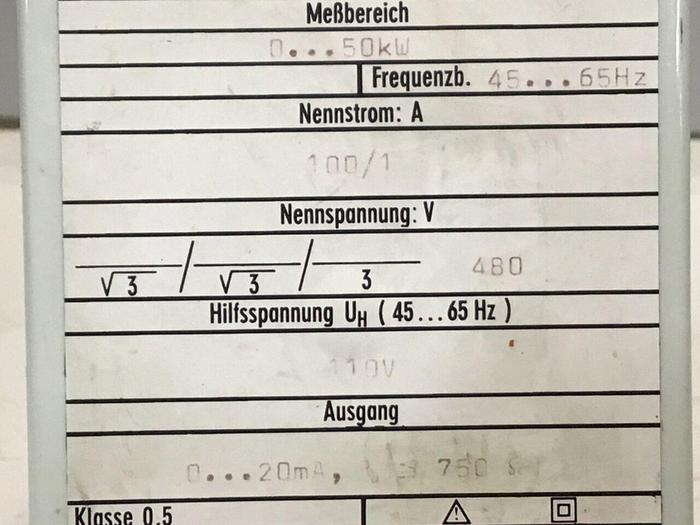 Meßbereich
0...50kW
Frequenzb. 45...65Hz
Nennstrom: A
100/1
Nennspannung: V
√3 / √3 / 3 480
Hilfsspannung UH ( 45...65 Hz )
110V
Ausgang
0...20mA, 750
Klasse 0,5